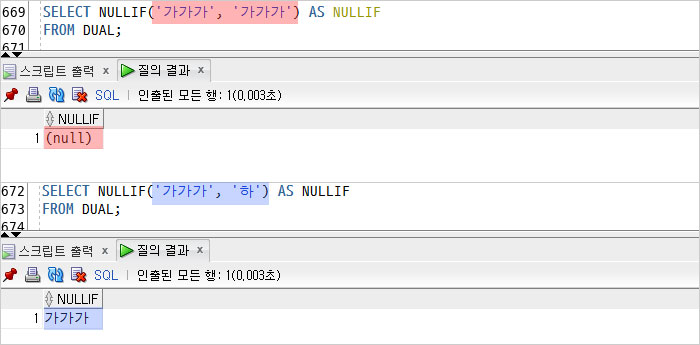 669 SELECT NULLIF('가가가', '가가가') AS NULLIF
670 FROM DUAL;
671
스크립트 출력 x 질의 결과 x
SQL | 인출된 모든 행: 1(0,003초)
NULLIF
1 (null)
672 SELECT NULLIF('가가가', '하') AS NULLIF
673 FROM DUAL;
674
스크립트 출력 x 질의 결과 x
SQL | 인출된 모든 행: 1(0,003초)
NULLIF
1 가가가